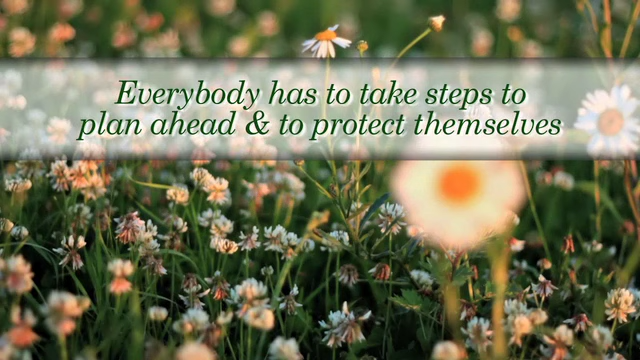 Everybody has to take steps to
plan ahead & to protect themselves